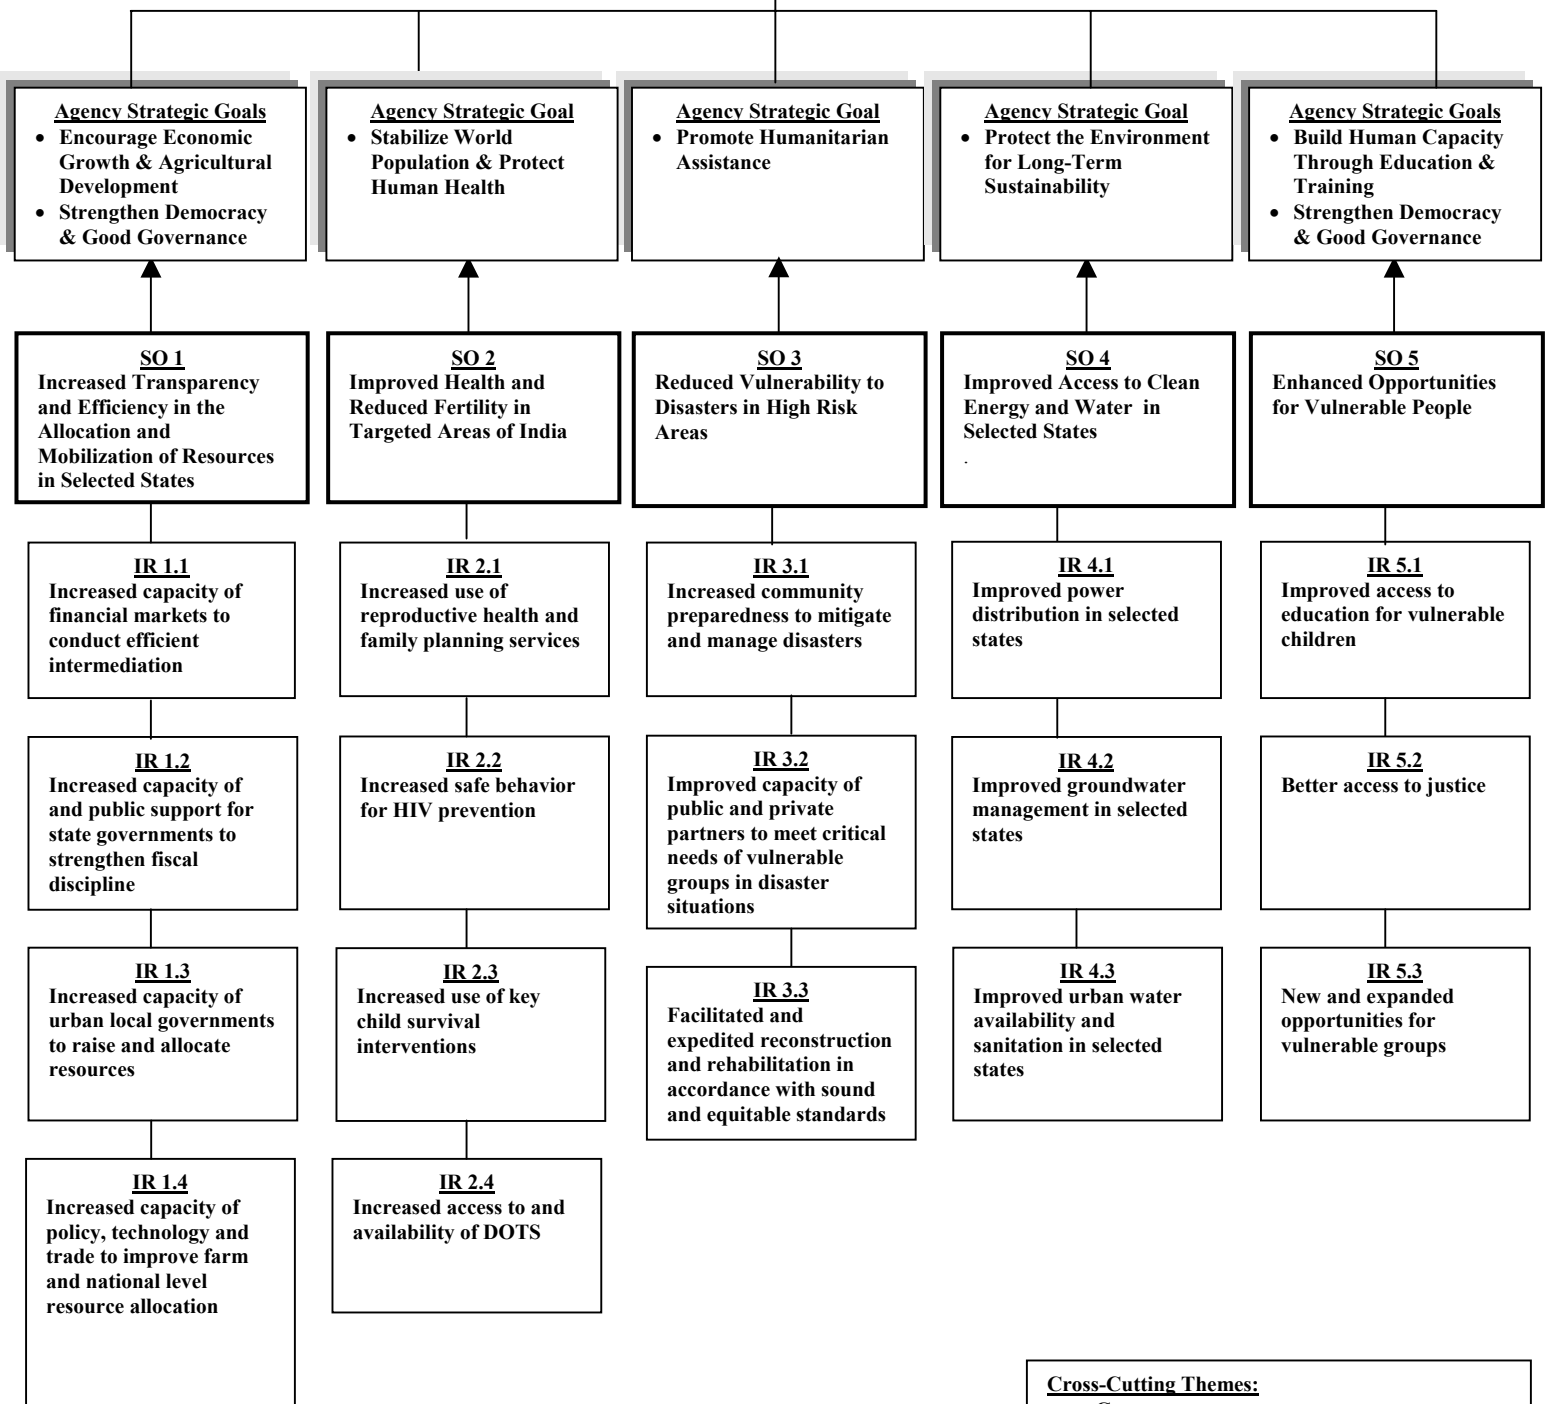 Agency Strategic Goals
• Encourage Economic
Growth & Agricultural
Development
• Strengthen Democracy
& Good Governance
Agency Strategic Goal
• Stabilize World
Population & Protect
Human Health
Agency Strategic Goal
• Promote Humanitarian
Assistance
Agency Strategic Goal
• Protect the Environment
for Long-Term
Sustainability
Agency Strategic Goals
• Build Human Capacity
Through Education &
Training
• Strengthen Democracy
& Good Governance
SO 1
Increased Transparency
and Efficiency in the
Allocation and
Mobilization of Resources
in Selected States
SO 2
Improved Health and
Reduced Fertility in
Targeted Areas of India
SO 3
Reduced Vulnerability to
Disasters in High Risk
Areas
SO 4
Improved Access to Clean
Energy and Water in
Selected States
.
SO 5
Enhanced Opportunities
for Vulnerable People
IR 1.1
Increased capacity of
financial markets to
conduct efficient
intermediation
IR 2.1
Increased use of
reproductive health and
family planning services
IR 3.1
Increased community
preparedness to mitigate
and manage disasters
IR 4.1
Improved power
distribution in selected
states
IR 5.1
Improved access to
education for vulnerable
children
IR 1.2
Increased capacity of
and public support for
state governments to
strengthen fiscal
discipline
IR 2.2
Increased safe behavior
for HIV prevention
IR 3.2
Improved capacity of
public and private
partners to meet critical
needs of vulnerable
groups in disaster
situations
IR 4.2
Improved groundwater
management in selected
states
IR 5.2
Better access to justice
IR 1.3
Increased capacity of
urban local governments
to raise and allocate
resources
IR 2.3
Increased use of key
child survival
interventions
IR 3.3
Facilitated and
expedited reconstruction
and rehabilitation in
accordance with sound
and equitable standards
IR 4.3
Improved urban water
availability and
sanitation in selected
states
IR 5.3
New and expanded
opportunities for
vulnerable groups
IR 1.4
Increased capacity of
policy, technology and
trade to improve farm
and national level
resource allocation
IR 2.4
Increased access to and
availability of DOTS
Cross-Cutting Themes: